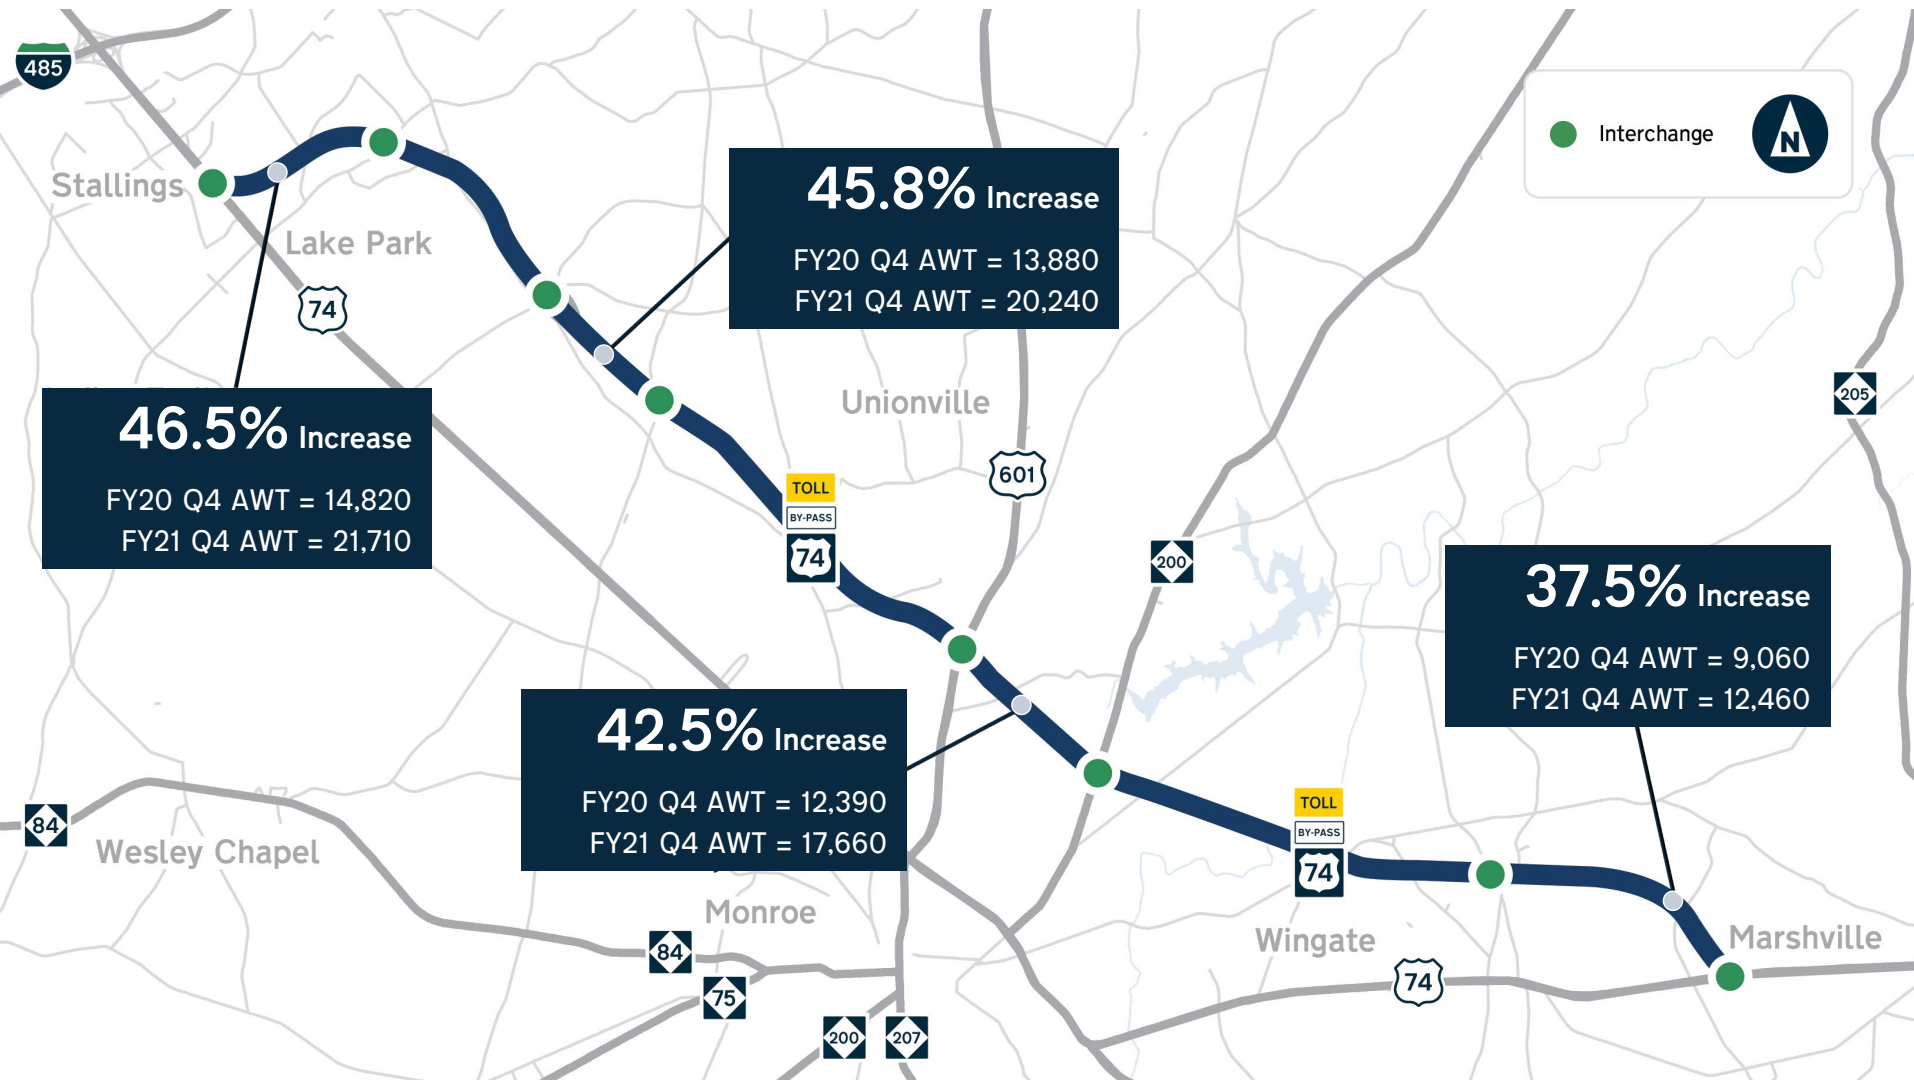 485
Interchange
N
Stallings
Lake Park
74
45.8% Increase
FY20 Q4 AWT = 13,880
FY21 Q4 AWT = 20,240
Unionville
205
46.5% Increase
FY20 Q4 AWT = 14,820
FY21 Q4 AWT = 21,710
601
TOLL
BY-PASS
74
200
37.5% Increase
FY20 Q4 AWT = 9,060
FY21 Q4 AWT = 12,460
42.5% Increase
FY20 Q4 AWT = 12,390
FY21 Q4 AWT = 17,660
84
Wesley Chapel
TOLL
BY-PASS
74
Monroe
Wingate
Marshville
84
75
74
200
207